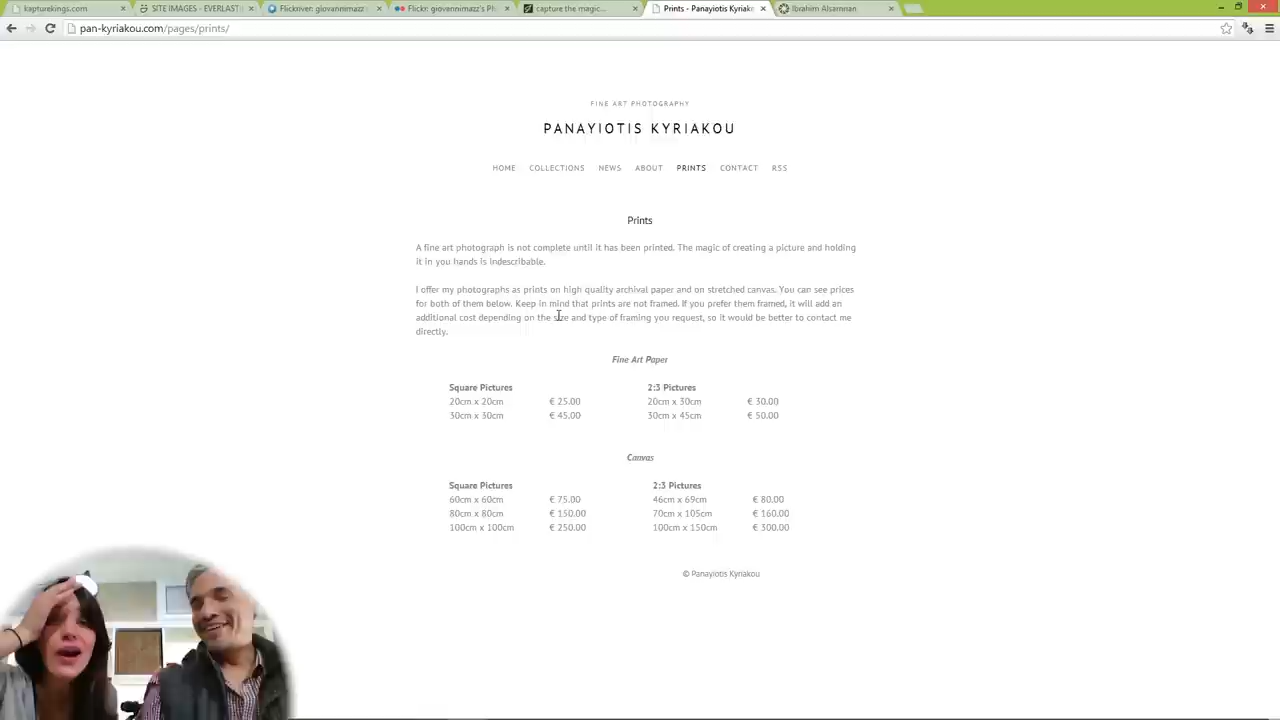 kapturekings.com
SITE IMAGES - EVERLAST
Flickriver: giovannimazz
Flickr: giovennimzz's Ph
capture the magic...
Prints - Panayiotis Kyriak
Ibrahim Alsamnan
pan-kyriakou.com/pages/prints/
FINE ART PHOTOGRAPHY
PANAYIOTIS KYRIAKOU
HOME COLLECTIONS NEWS ABOUT PRINTS CONTACT RSS
Prints
A fine art photograph is not complete until it has been printed. The magic of creating a picture and holding
it in you hands is indescribable.
I offer my photographs as prints on high quality archival paper and on stretched canvas. You can see prices
for both of them below. Keep in mind that prints are not framed. If you prefer them framed, it will add an
additional cost depending on the size and type of framing you request, so it would be better to contact me
directly.
Fine Art Paper
Square Pictures 2:3 Pictures
20cm x 20cm € 25.00 20cm x 30cm € 30.00
30cm x 30cm € 45.00 30cm x 45cm € 50.00
Canvas
Square Pictures 2:3 Pictures
60cm x 60cm € 75.00 46cm x 69cm € 80.00
80cm x 80cm € 150.00 70cm x 105cm € 160.00
100cm x 100cm € 250.00 100cm x 150cm € 300.00
© Panayiotis Kyriakou